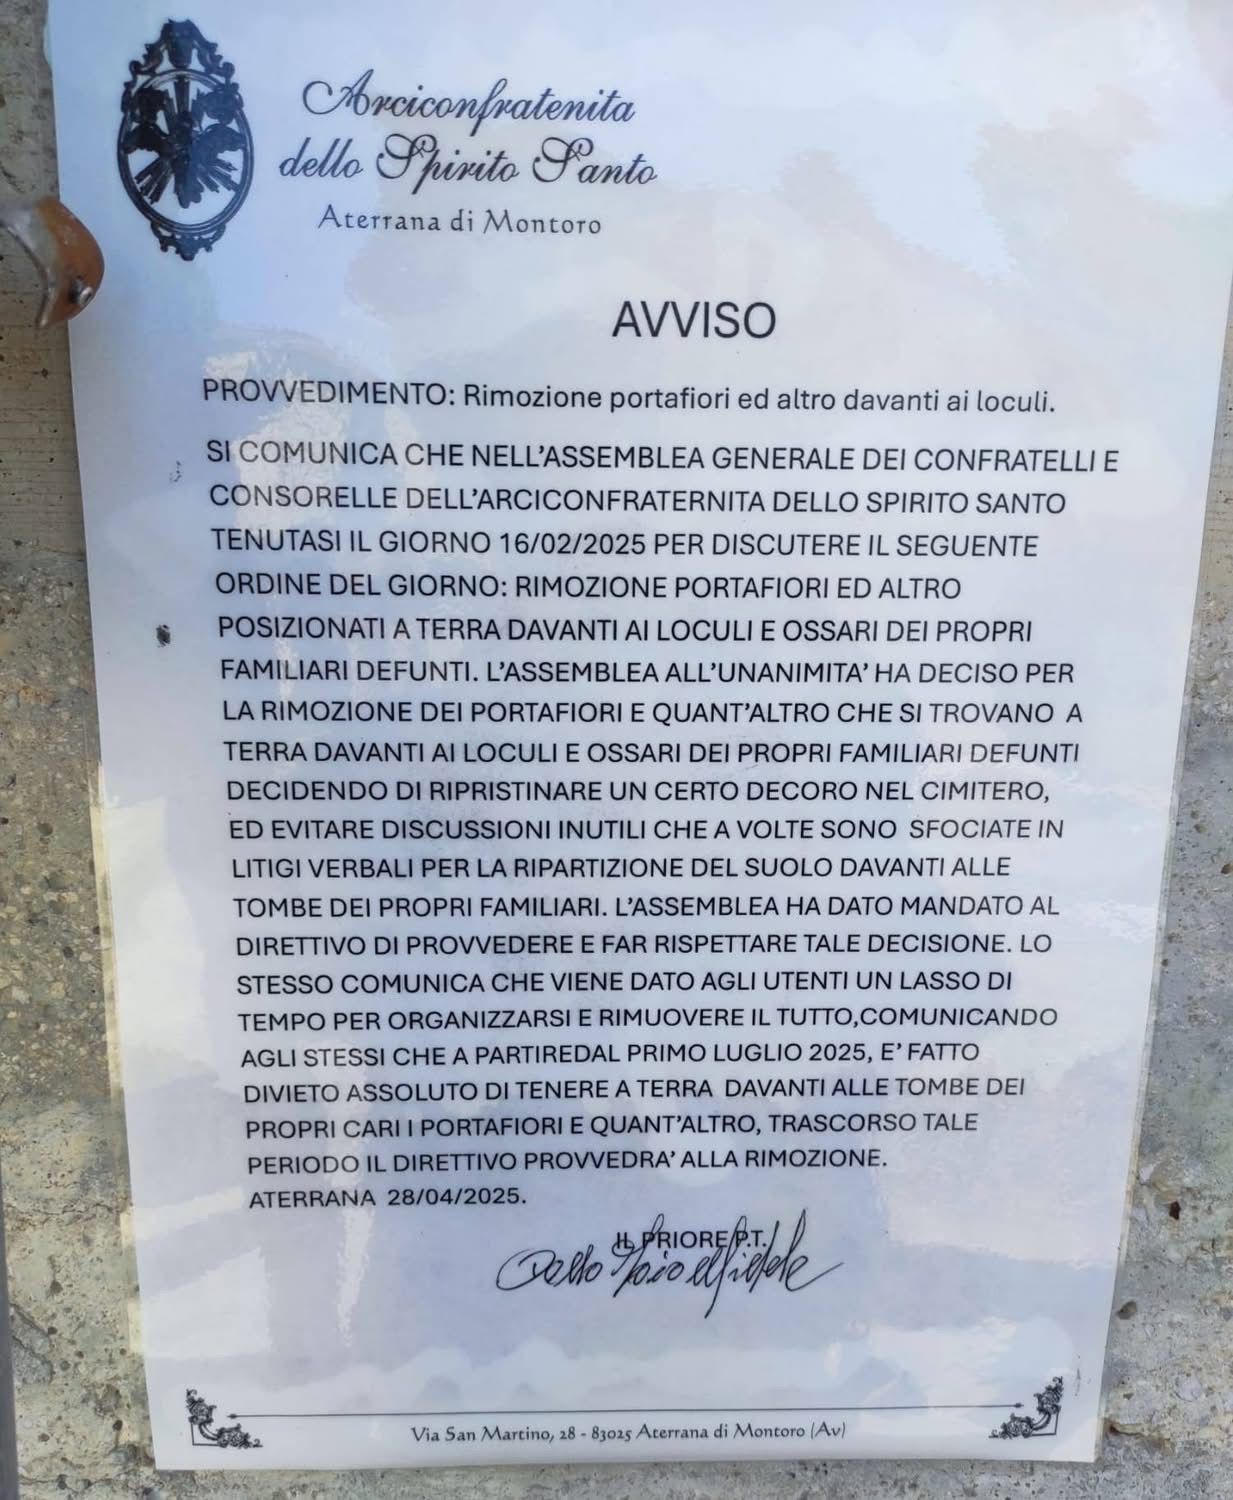 Arciconfratenita
dello Spirito Santo
Aterrana di Montoro
AVVISO
PROVVEDIMENTO: Rimozione portafiori ed altro davanti ai loculi.
SI COMUNICA CHE NELL'ASSEMBLEA GENERALE DEI CONFRATELLI E
CONSORELLE DELL'ARCICONFRATERNITA DELLO SPIRITO SANTO
TENUTASI IL GIORNO 16/02/2025 PER DISCUTERE IL SEGUENTE
ORDINE DEL GIORNO: RIMOZIONE PORTAFIORI ED ALTRO
POSIZIONATI A TERRA DAVANTI AI LOCULI E OSSARI DEI PROPRI
FAMILIARI DEFUNTI. L'ASSEMBLEA ALL'UNANIMITA' HA DECISO PER
LA RIMOZIONE DEI PORTAFIORI E QUANT'ALTRO CHE SI TROVANO A
TERRA DAVANTI AI LOCULI E OSSARI DEI PROPRI FAMILIARI DEFUNTI
DECIDENDO DI RIPRISTINARE UN CERTO DECORO NEL CIMITERO,
ED EVITARE DISCUSSIONI INUTILI CHE A VOLTE SONO SFOCIATE IN
LITIGI VERBALI PER LA RIPARTIZIONE DEL SUOLO DAVANTI ALLE
TOMBE DEI PROPRI FAMILIARI. L'ASSEMBLEA HA DATO MANDATO AL
DIRETTIVO DI PROVVEDERE E FAR RISPETTARE TALE DECISIONE. LO
STESSO COMUNICA CHE VIENE DATO AGLI UTENTI UN LASSO DI
TEMPO PER ORGANIZZARSI E RIMUOVERE IL TUTTO,COMUNICANDO
AGLI STESSI CHE A PARTIREDAL PRIMO LUGLIO 2025, E' FATTO
DIVIETO ASSOLUTO DI TENERE A TERRA DAVANTI ALLE TOMBE DEI
PROPRI CARI I PORTAFIORI E QUANT'ALTRO, TRASCORSO TALE
PERIODO IL DIRETTIVO PROVVEDRA' ALLA RIMOZIONE.
ATERRANA 28/04/2025.
IL PRIORE P.T.
Via San Martino, 28 - 83025 Aterrana di Montoro (Av)